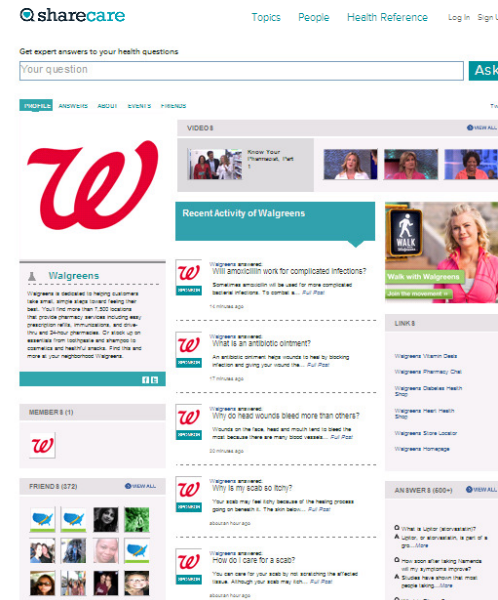 sharecare
Topics People Health Reference Log In Sign
Get expert answers to your health questions
Your question
Ask
PROFILE ANSWERS ABOUT EVENTS FRIENDS
VIDEOS
VIEW ALL
Know Your
Pharmacist, Part
1
Recent Activity of Walgreens
WALK
Walk with Walgreens
Join the movement
Walgreens
Walgreens is dedicated to helping customers
take small, simple steps toward feeling their
best. You'll find more than 7,500 locations
that provide pharmacy services including easy
prescription refills, immunizations, and drive-
thru and 24-hour pharmacies. Or stock up on
essentials from toothpaste and shampoo to
cosmetics and healthful snacks. Find this and
more at your neighborhood Walgreens.
MEMBERS (1)
FRIENDS (372)
VIEW ALL
Walgreens answered:
Will amoxicillin work for complicated infections?
Sometimes amoxicillin will be used for more complicated
bacterial infections. To combat a... Full Post
SPONSOR
14 minutes ago
Walgreens answered:
What is an antibiotic ointment?
An antibiotic ointment helps wounds to heal by blocking
infection and giving your wound the... Full Post
SPONSOR
17 minutes ago
Walgreens answered:
Why do head wounds bleed more than others?
Wounds on the face, head and mouth tend to bleed the
most because there are many blood vessels... Full Post
SPONSOR
minutes ago
Walgreens answered:
Why is my scab so itchy?
Your scab may feel itchy because of the healing process
going on beneath it. The skin below... Full Post
SPONSOR
about an hour ago
Walgreens answered:
How do I care for a scab?
You can care for your scab by not scratching the affected
tissue. Although your scab may itch... Full Post
SPONSOR
about an hour ago
LINKS
Walgreens Vitamin Deals
Walgreens Pharmacy Chat
Walgreens Diabetes Health
Shop
Walgreens Heart Health
Shop
Walgreens Store Locator
Walgreens Homepage
ANSWERS (500+)
VIEW ALL
Q What is Lipitor (atorvastatin)?
A Lipitor, or atorvastatin, is part of a
gro...More
Q How soon after taking Namenda
will my symptoms improve?
A Studies have shown that most
people taking...More